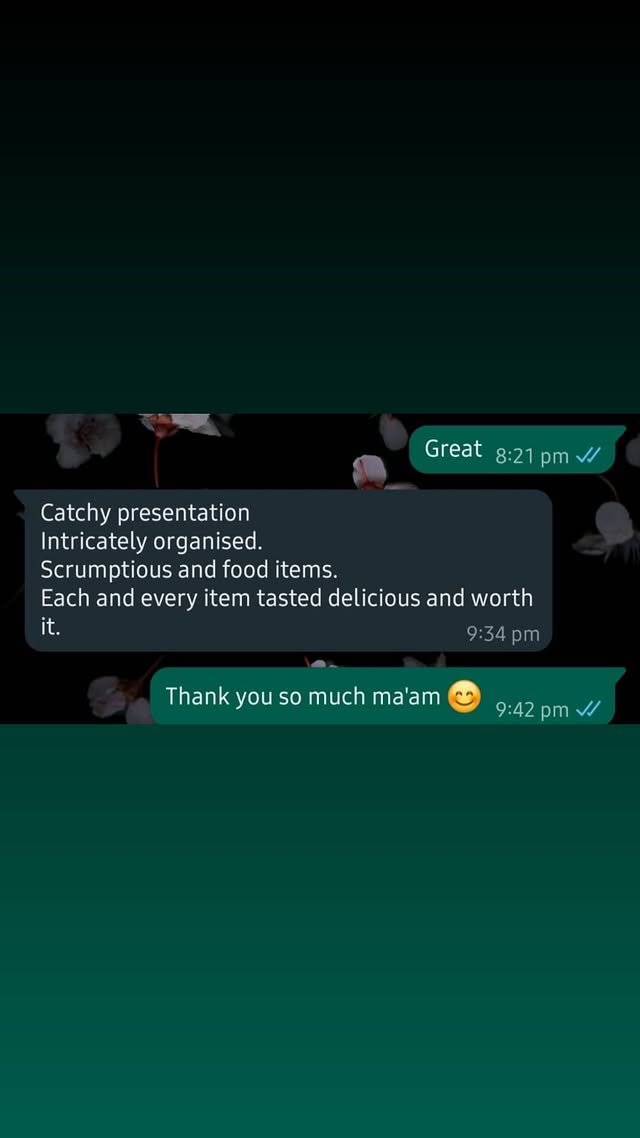 Great 8:21 pm
Catchy presentation
Intricately organised.
Scrumptious and food items.
Each and every item tasted delicious and worth
it.
9:34 pm
Thank you so much ma'am 😊 9:42 pm